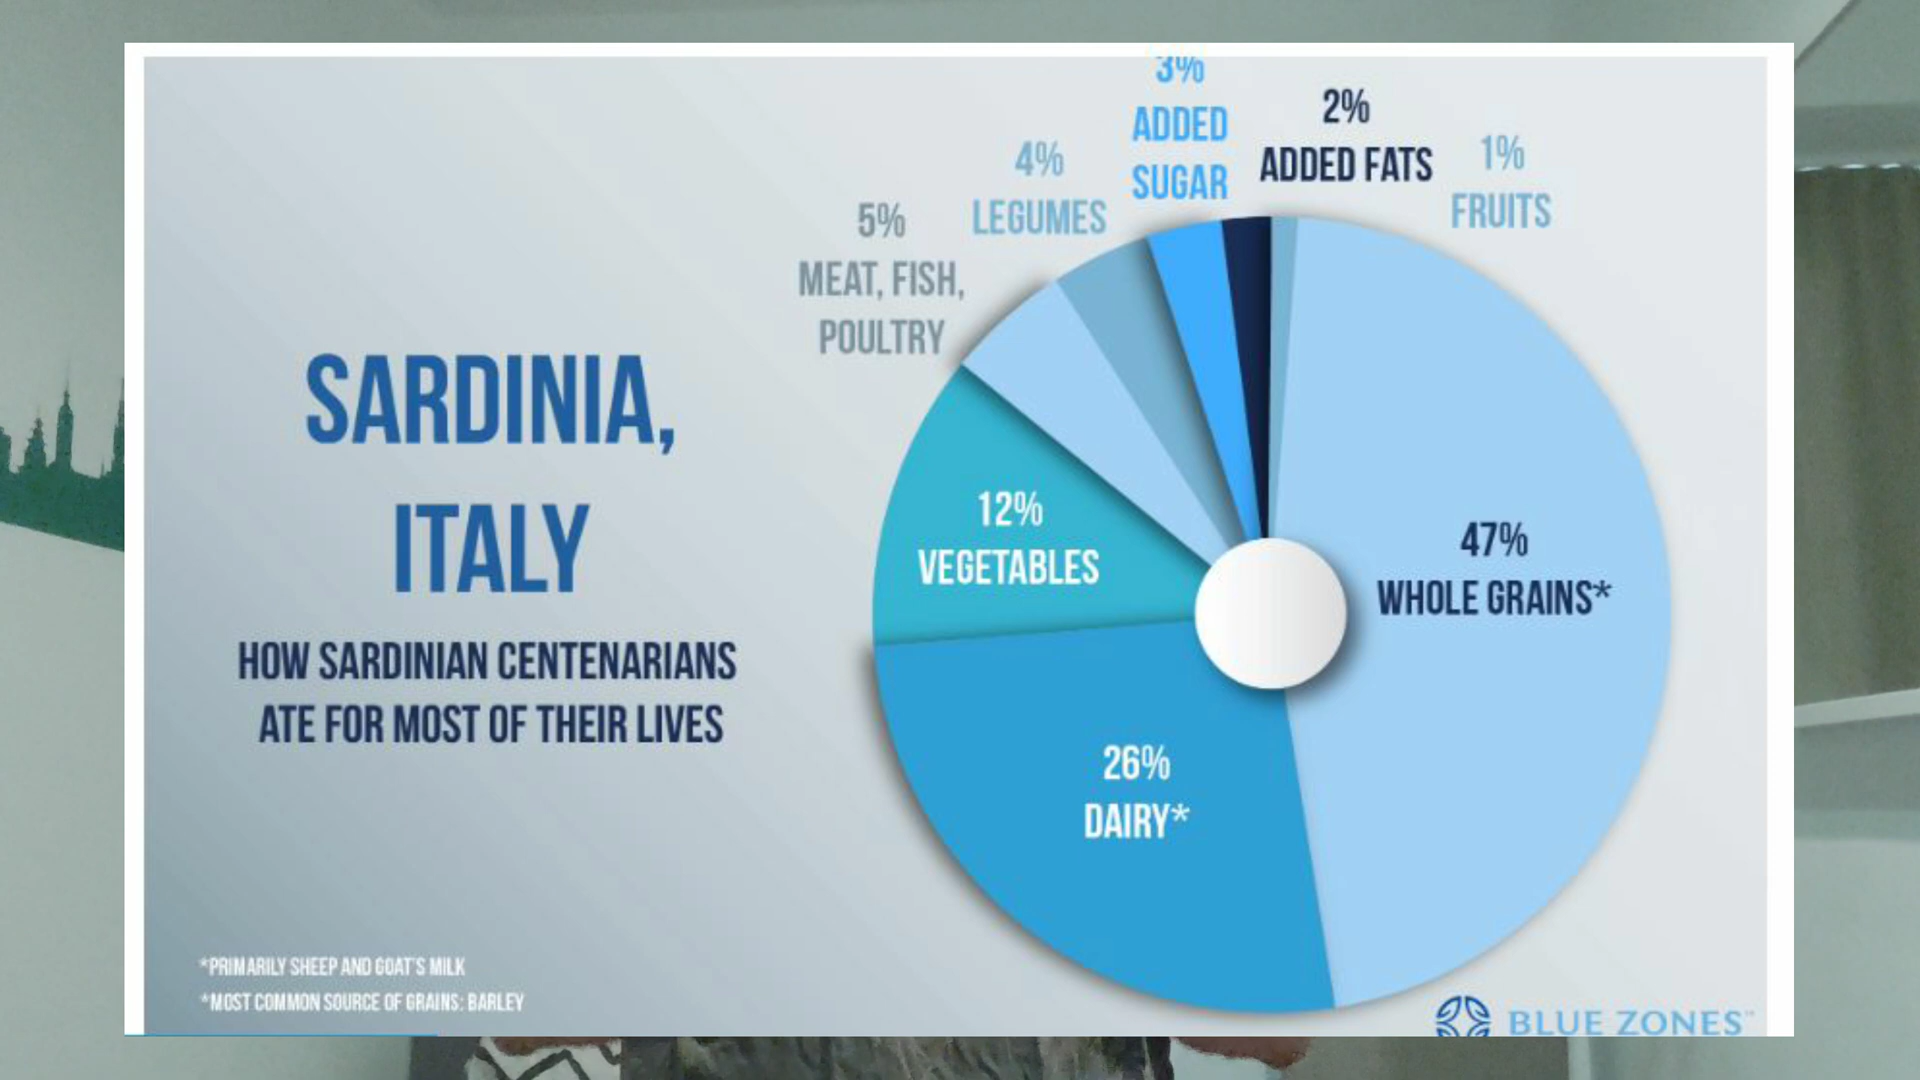 3%
ADDED
SUGAR
2%
ADDED FATS
1%
FRUITS
4%
LEGUMES
5%
MEAT, FISH,
POULTRY
SARDINIA,
ITALY
HOW SARDINIAN CENTENARIANS
ATE FOR MOST OF THEIR LIVES
12%
VEGETABLES
47%
WHOLE GRAINS*
26%
DAIRY*
*PRIMARILY SHEEP AND GOAT'S MILK
*MOST COMMON SOURCE OF GRAINS: BARLEY
BLUE ZONES™